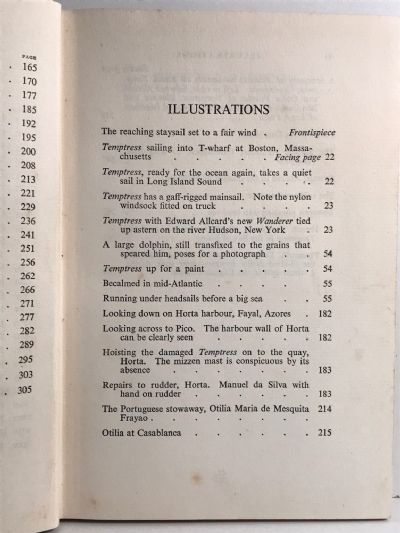 PAGE
. 165
. 170
. 177
. 185
. 192
. 195
. 200
. 208
. 213
. 221
. 229
. 236
. 241
. 251
. 256
. 262
. 266
. 271
. 277
. 282
. 289
. 295
. 303
. 305
ILLUSTRATIONS
The reaching staysail set to a fair wind . Frontispiece
Temptress sailing into T-wharf at Boston, Massa-
chusetts . . . . . Facing page 22
Temptress, ready for the ocean again, takes a quiet
sail in Long Island Sound . . . . 22
Temptress has a gaff-rigged mainsail. Note the nylon
windsock fitted on truck . . . . 23
Temptress with Edward Allcard's new Wanderer tied
up astern on the river Hudson, New York . . 23
A large dolphin, still transfixed to the grains that
speared him, poses for a photograph . . . 54
Temptress up for a paint . . . . . 54
Becalmed in mid-Atlantic . . . . . 55
Running under headsails before a big sea . . 55
Looking down on Horta harbour, Fayal, Azores . 182
Looking across to Pico. The harbour wall of Horta
can be clearly seen . . . . . 182
Hoisting the damaged Temptress on to the quay,
Horta. The mizzen mast is conspicuous by its
absence . . . . . . . 183
Repairs to rudder, Horta. Manuel da Silva with
hand on rudder . . . . . . 183
The Portuguese stowaway, Otilia Maria de Mesquita
Frayao . . . . . . . 214
Otilia at Casablanca . . . . . . 215